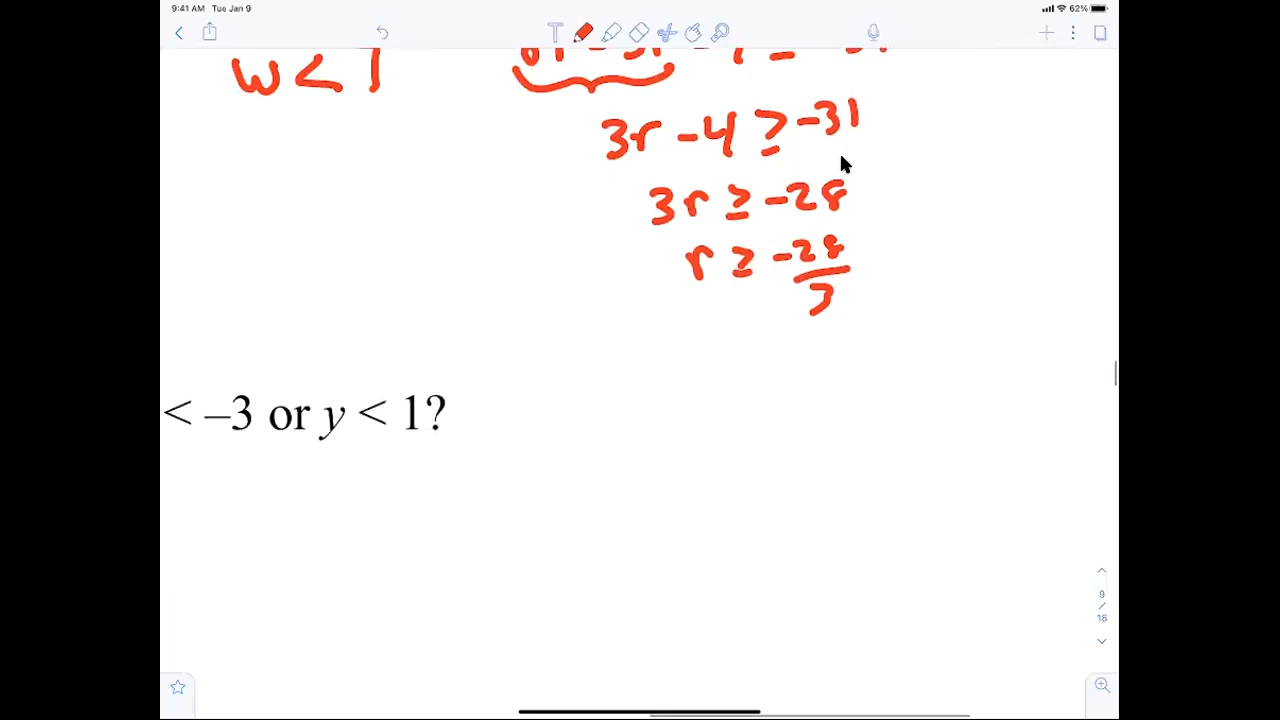 9:41 AM Tue Jan 9
62%
w < 1
3r - 4 ≥ -31
3r ≥ -28
r ≥ -28/3
< –3 or y < 1?
9
/
18